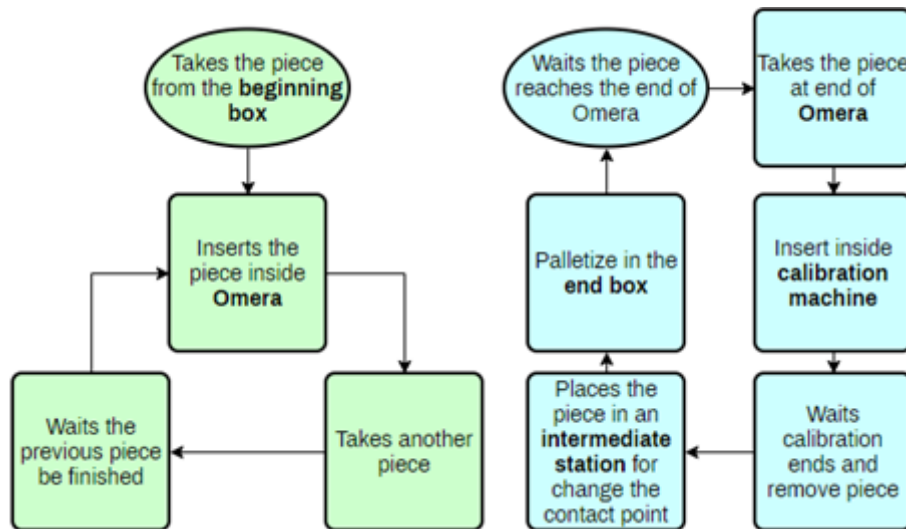 Takes the piece
from the beginning
box
Inserts the
piece inside
Omera
Takes another
piece
Waits the
previous piece
be finished
Waits the piece
reaches the end of
Omera
Takes the piece
at end of
Omera
Insert inside
calibration
machine
Waits
calibration
ends and
remove piece
Places the
piece in an
intermediate
station for
change the
contact point
Palletize in the
end box